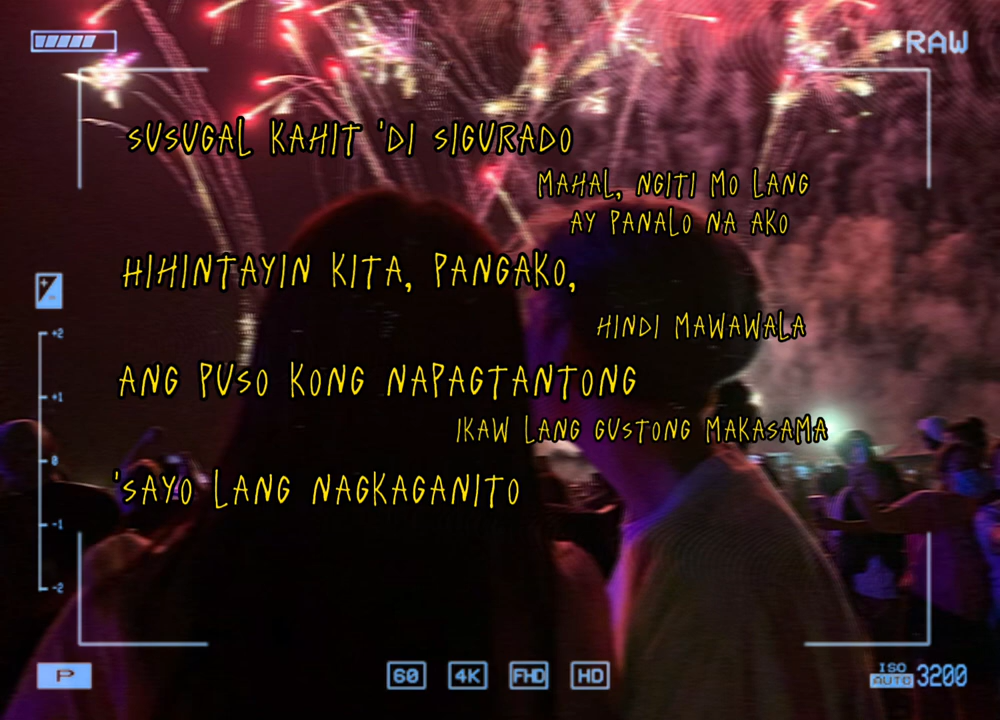 RAW
SUSUGAL KAHIT 'DI SIGURADO
MAHAL, NGITI MO LANG
AY PANALO NA AKO
HIHINTAYIN KITA, PANGAKO,
HINDI MAWAWALA
ANG PUSO KONG NAPAGTANTONG
IKAW LANG GUSTONG MAKASAMA
'SAYO LANG NAGKAGANITO
+2
+1
0
-1
-2
P
60 4K FHD HD
ISO
AUTO 3200